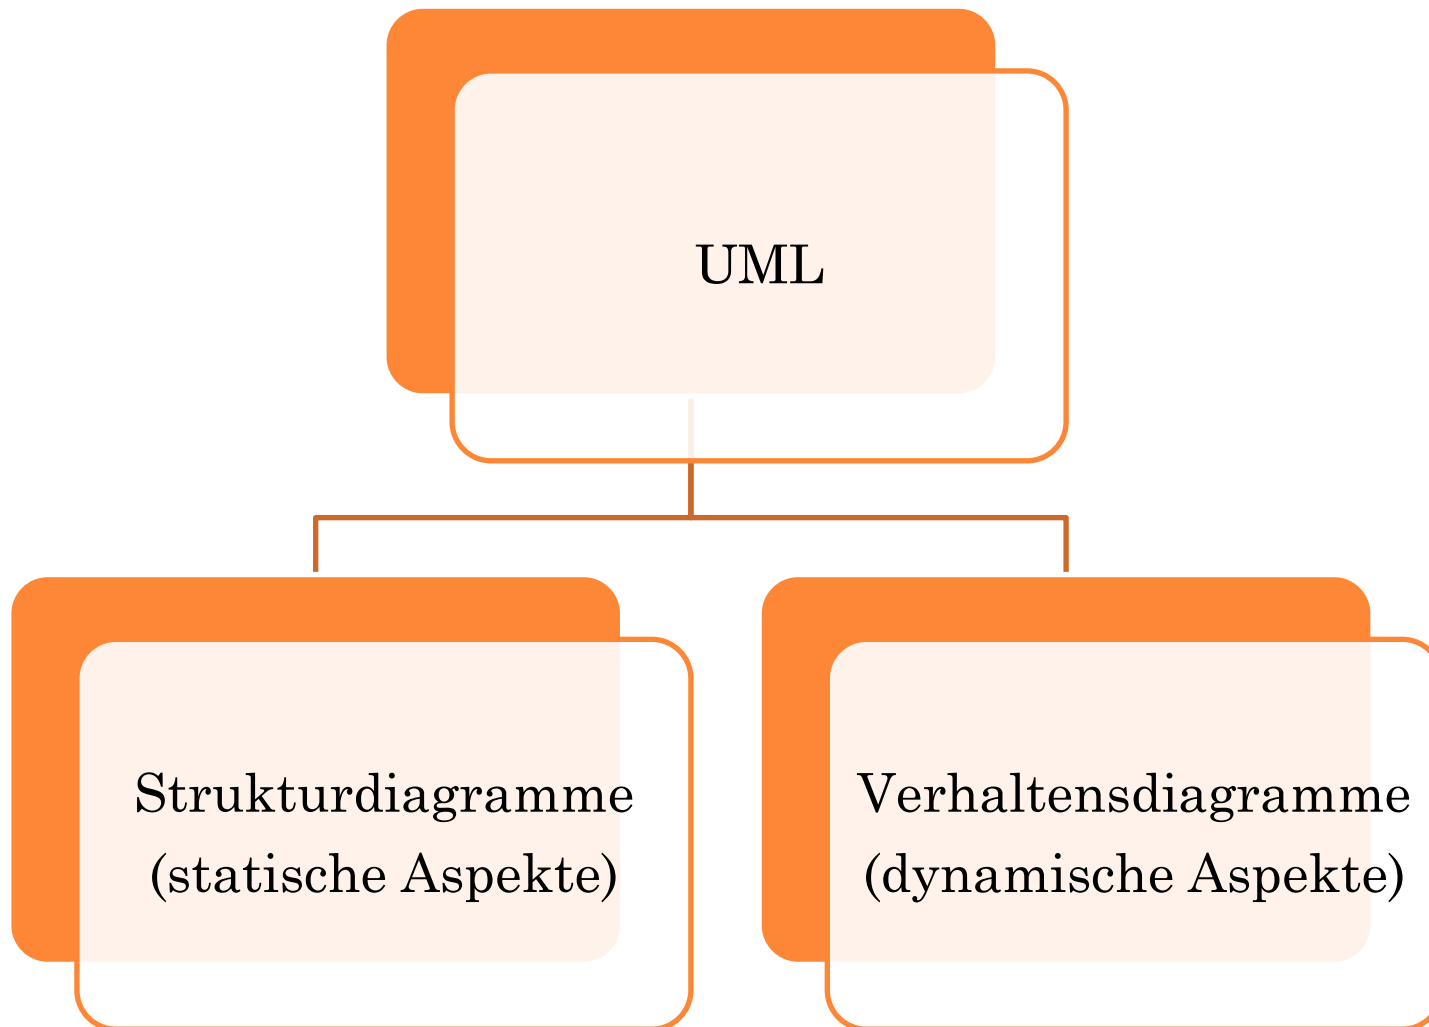 UML
Strukturdiagramme
(statische Aspekte)
Verhaltensdiagramme
(dynamische Aspekte)